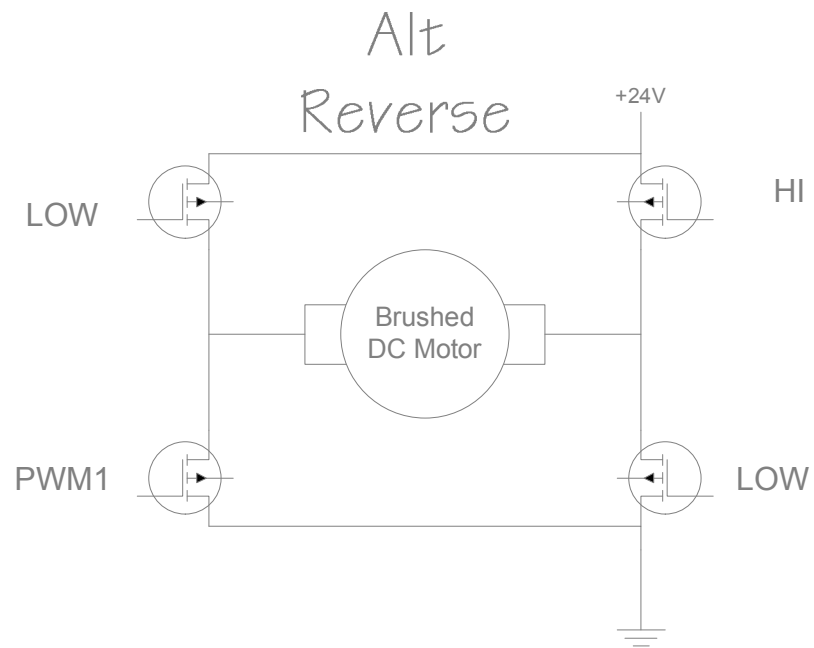 Alt
Reverse
+24V
LOW
HI
Brushed
DC Motor
PWM1
LOW